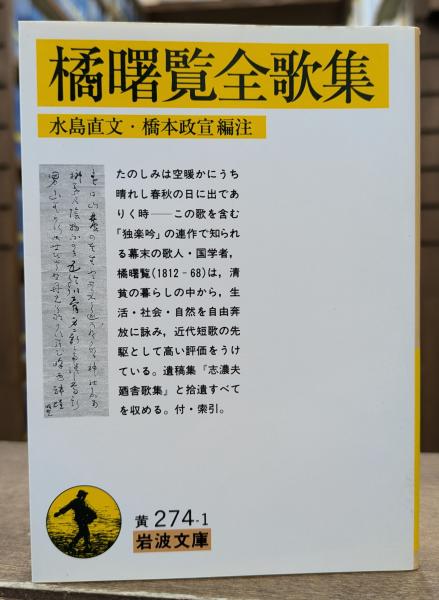 橘曙覧全歌集
水島直文・橋本政宣編注
たのしみは空暖かにうち
晴れし春秋の日に出であ
りく時——この歌を含む
「独楽吟」の連作で知られ
る幕末の歌人・国学者，
橘曙覧(1812-68)は，清
貧の暮らしの中から，生
活・社会・自然を自由奔
放に詠み，近代短歌の先
駆として高い評価をうけ
ている。遺稿集『志濃夫
廼舎歌集』と拾遺すべて
を収める。付・索引。
黄 274-1
岩波文庫